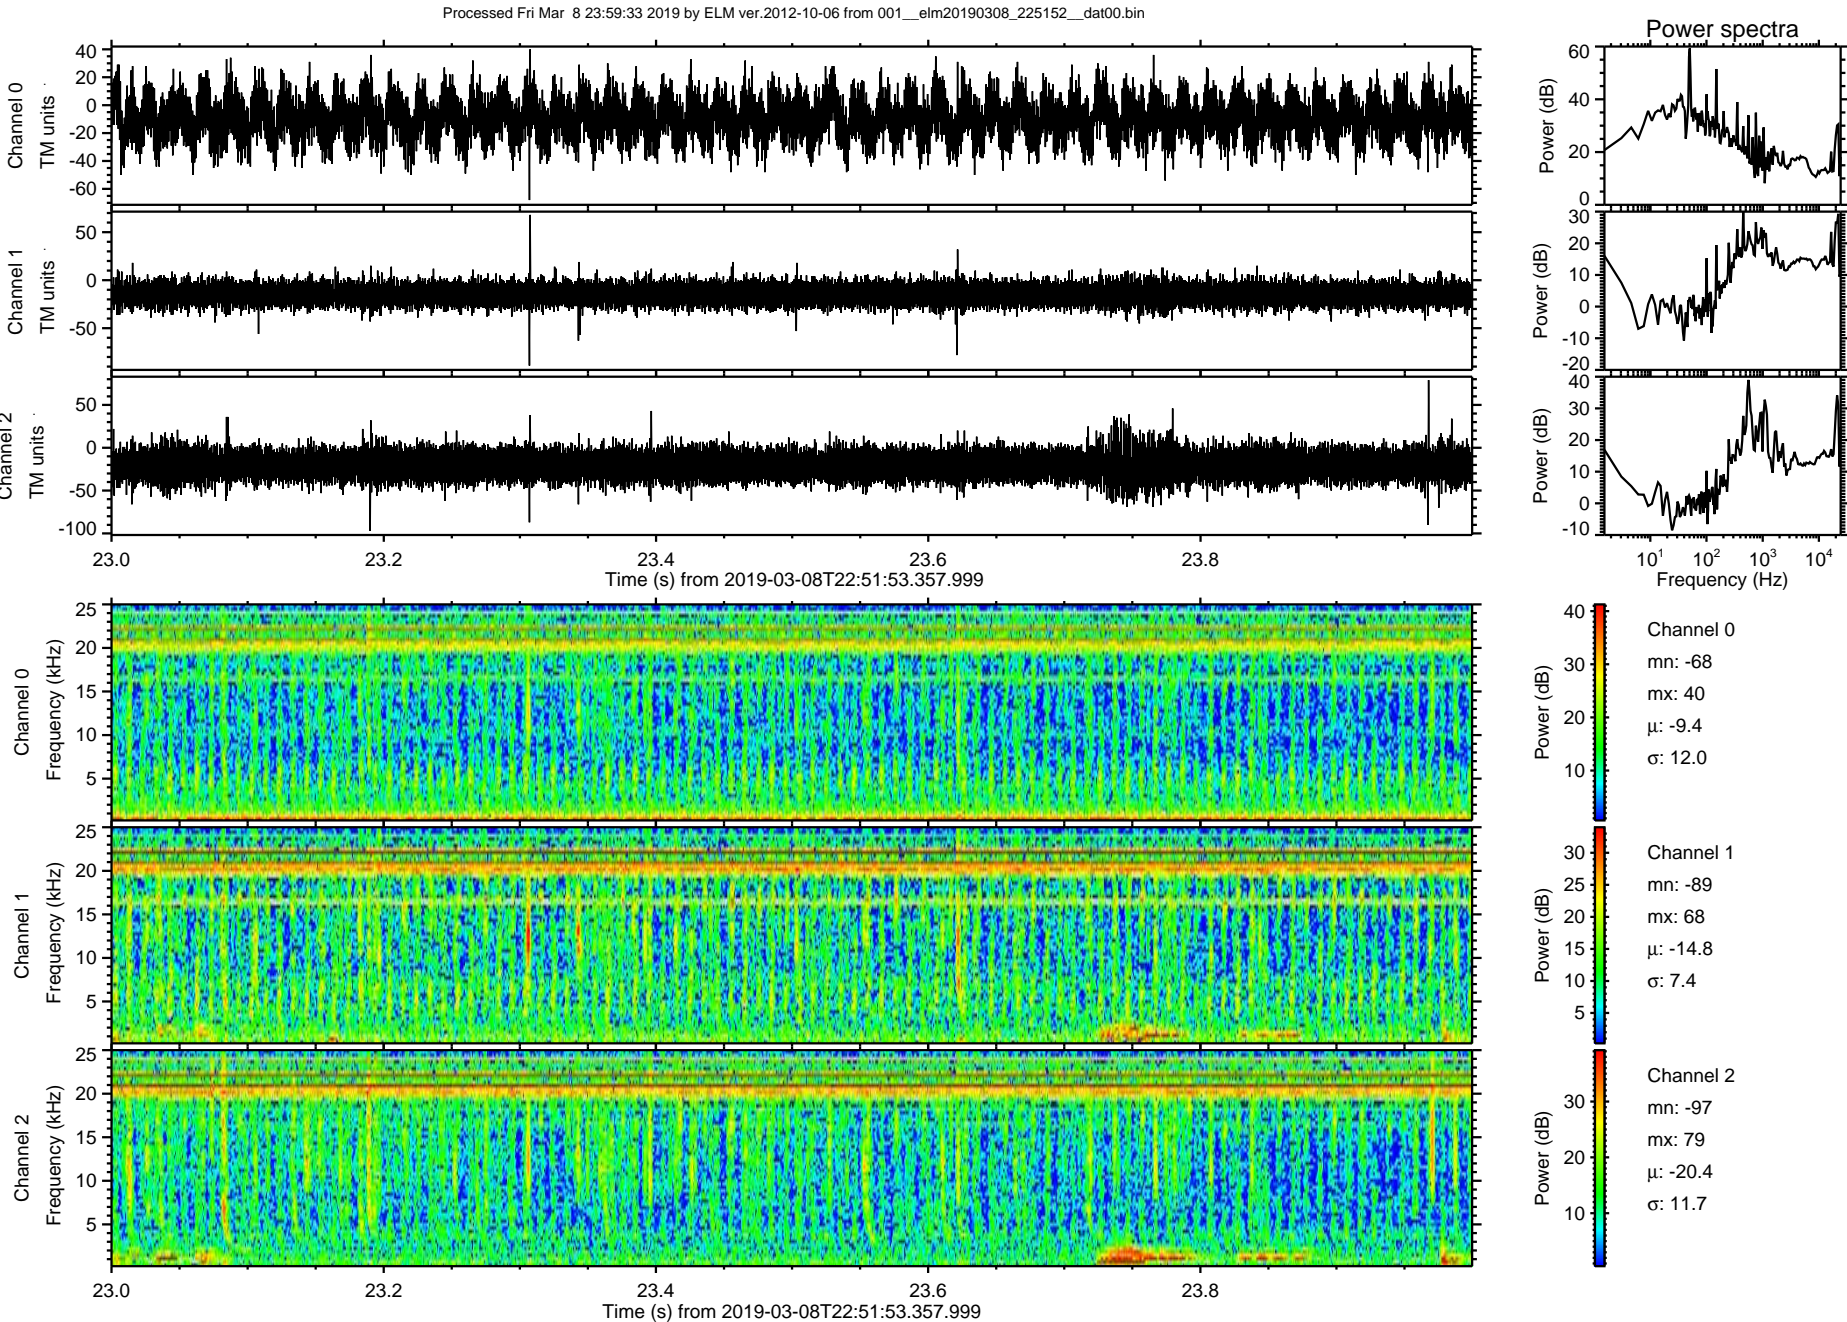 Processed Fri Mar  8 23:59:33 2019 by ELM ver.2012-10-06 from 001__elm20190308_225152__dat00.bin
Power spectra
Channel 0
TM units
40
20
0
-20
-40
-60
Power (dB)
60
40
20
0
Channel 1
TM units
50
0
-50
Power (dB)
30
20
10
0
-10
-20
Channel 2
TM units
50
0
-50
-100
Power (dB)
40
30
20
10
0
-10
23.0 23.2 23.4 23.6 23.8
Time (s) from 2019-03-08T22:51:53.357.999
10¹ 10² 10³ 10⁴
Frequency (Hz)
Channel 0
Frequency (kHz)
25
20
15
10
5
Power (dB)
40
30
20
10
Channel 0
mn: -68
mx: 40
μ: -9.4
σ: 12.0
Channel 1
Frequency (kHz)
25
20
15
10
5
Power (dB)
30
25
20
15
10
5
Channel 1
mn: -89
mx: 68
μ: -14.8
σ: 7.4
Channel 2
Frequency (kHz)
25
20
15
10
5
Power (dB)
30
20
10
Channel 2
mn: -97
mx: 79
μ: -20.4
σ: 11.7
23.0 23.2 23.4 23.6 23.8
Time (s) from 2019-03-08T22:51:53.357.999